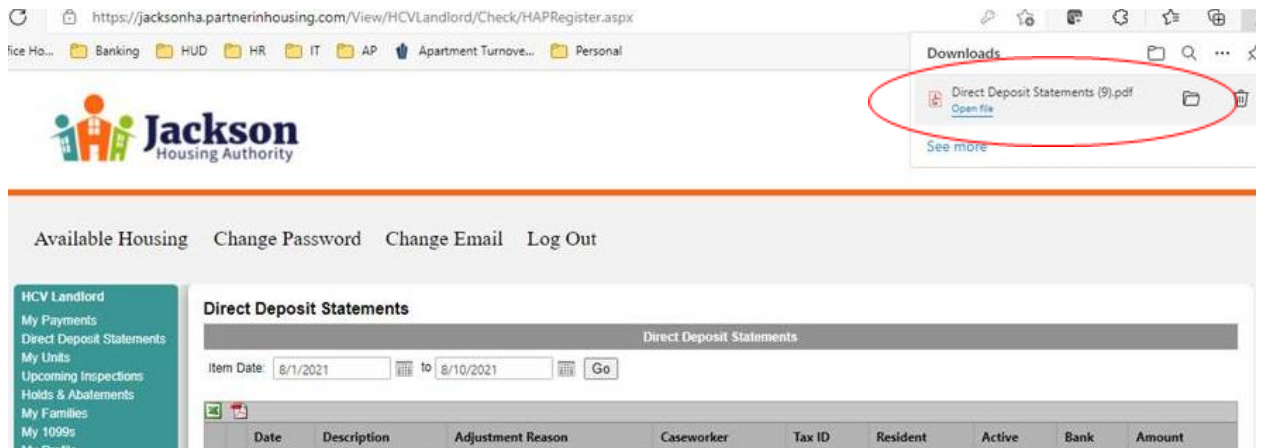 https://jacksonha.partnerinhousing.com/View/HCVLandlord/Check/HAPRegister.aspx
fice Ho... Banking HUD HR IT AP Apartment Turnove... Personal
Downloads
Direct Deposit Statements (9).pdf
Open file
See more
Jackson
Housing Authority
Available Housing Change Password Change Email Log Out
HCV Landlord
My Payments
Direct Deposit Statements
My Units
Upcoming Inspections
Holds & Abatements
My Families
My 1099s
Direct Deposit Statements
Direct Deposit Statements
Item Date: 8/1/2021 to 8/10/2021 Go
Date Description Adjustment Reason Caseworker Tax ID Resident Active Bank Amount